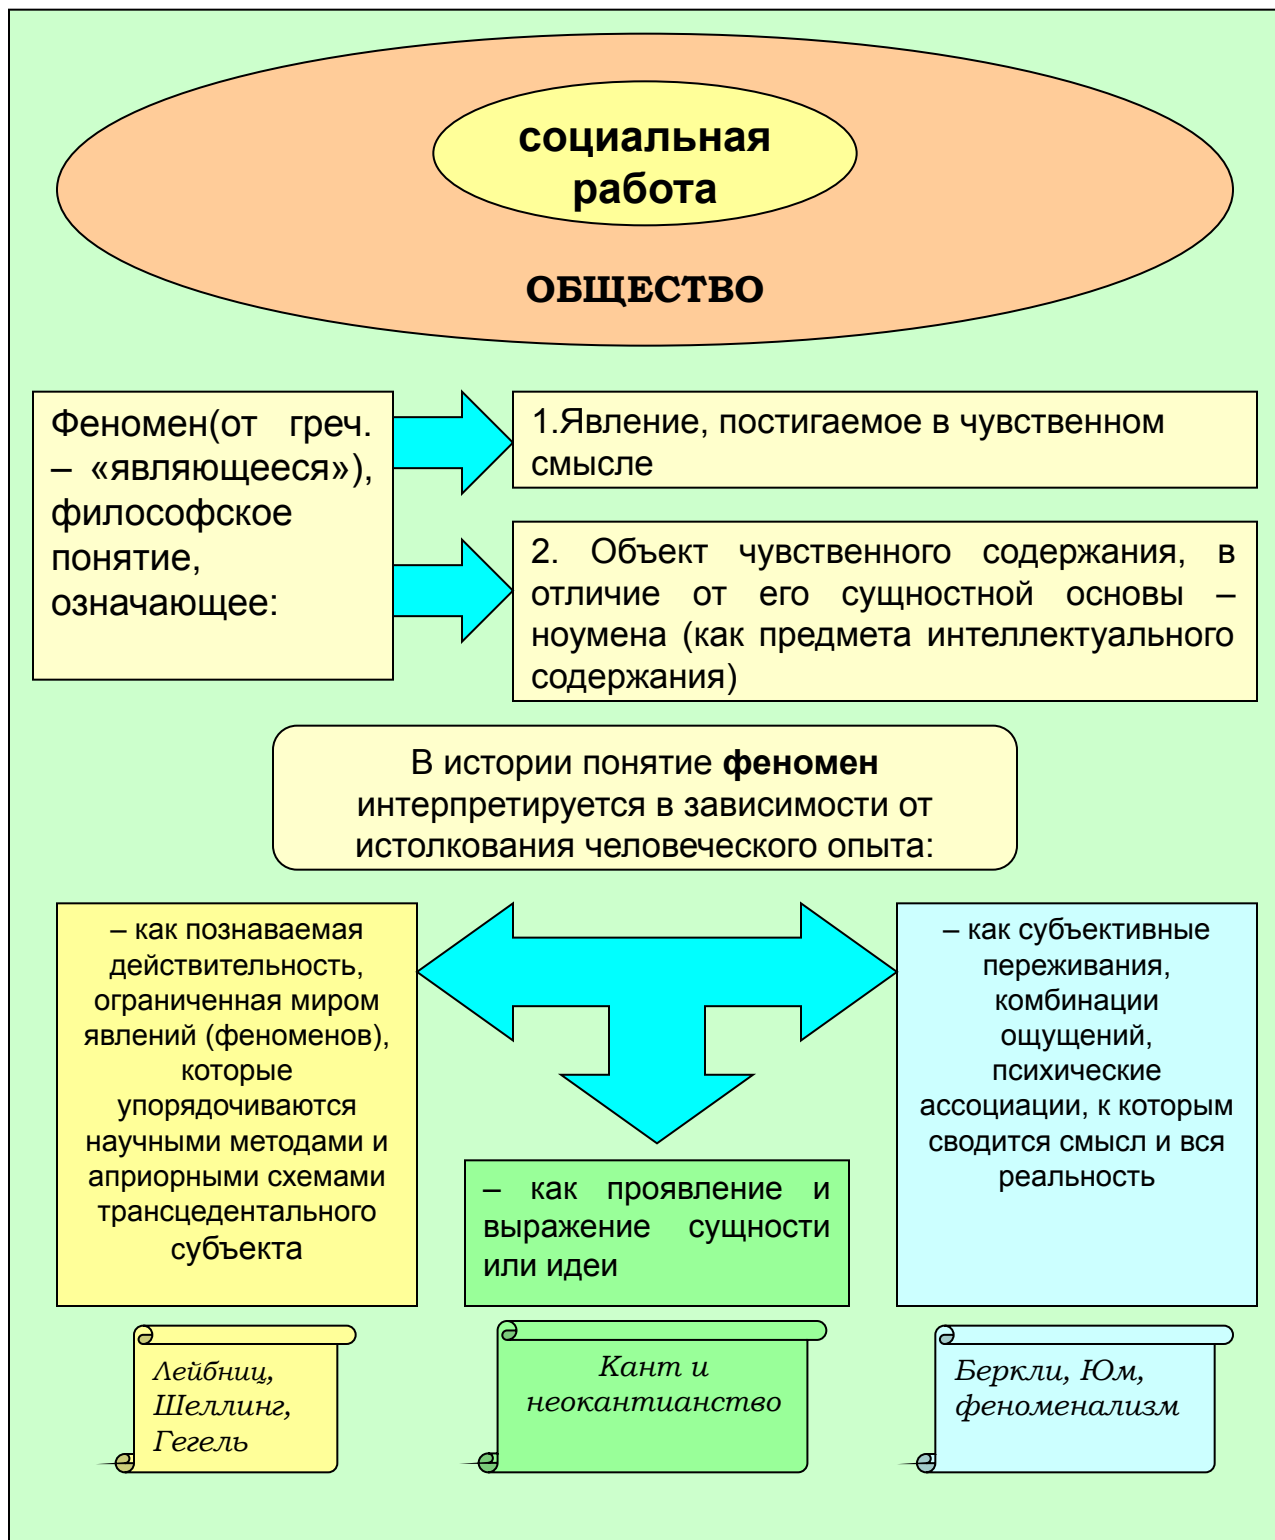 социальная
работа
ОБЩЕСТВО
Феномен(от греч.
– «являющееся»),
философское
понятие,
означающее:
1.Явление, постигаемое в чувственном
смысле
2. Объект чувственного содержания, в
отличие от его сущностной основы –
ноумена (как предмета интеллектуального
содержания)
В истории понятие феномен
интерпретируется в зависимости от
истолкования человеческого опыта:
– как познаваемая
действительность,
ограниченная миром
явлений (феноменов),
которые
упорядочиваются
научными методами и
априорными схемами
трансцедентального
субъекта
– как проявление и
выражение сущности
или идеи
– как субъективные
переживания,
комбинации
ощущений,
психические
ассоциации, к которым
сводится смысл и вся
реальность
Лейбниц,
Шеллинг,
Гегель
Кант и
неокантианство
Беркли, Юм,
феноменализм